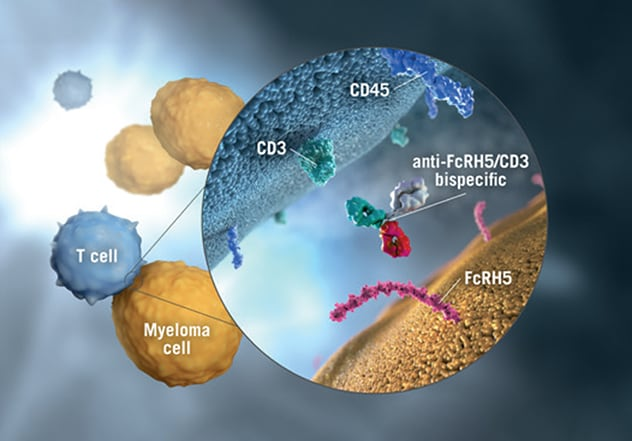 CD45
CD3
anti-FcRH5/CD3
bispecific
T cell
FcRH5
Myeloma
cell